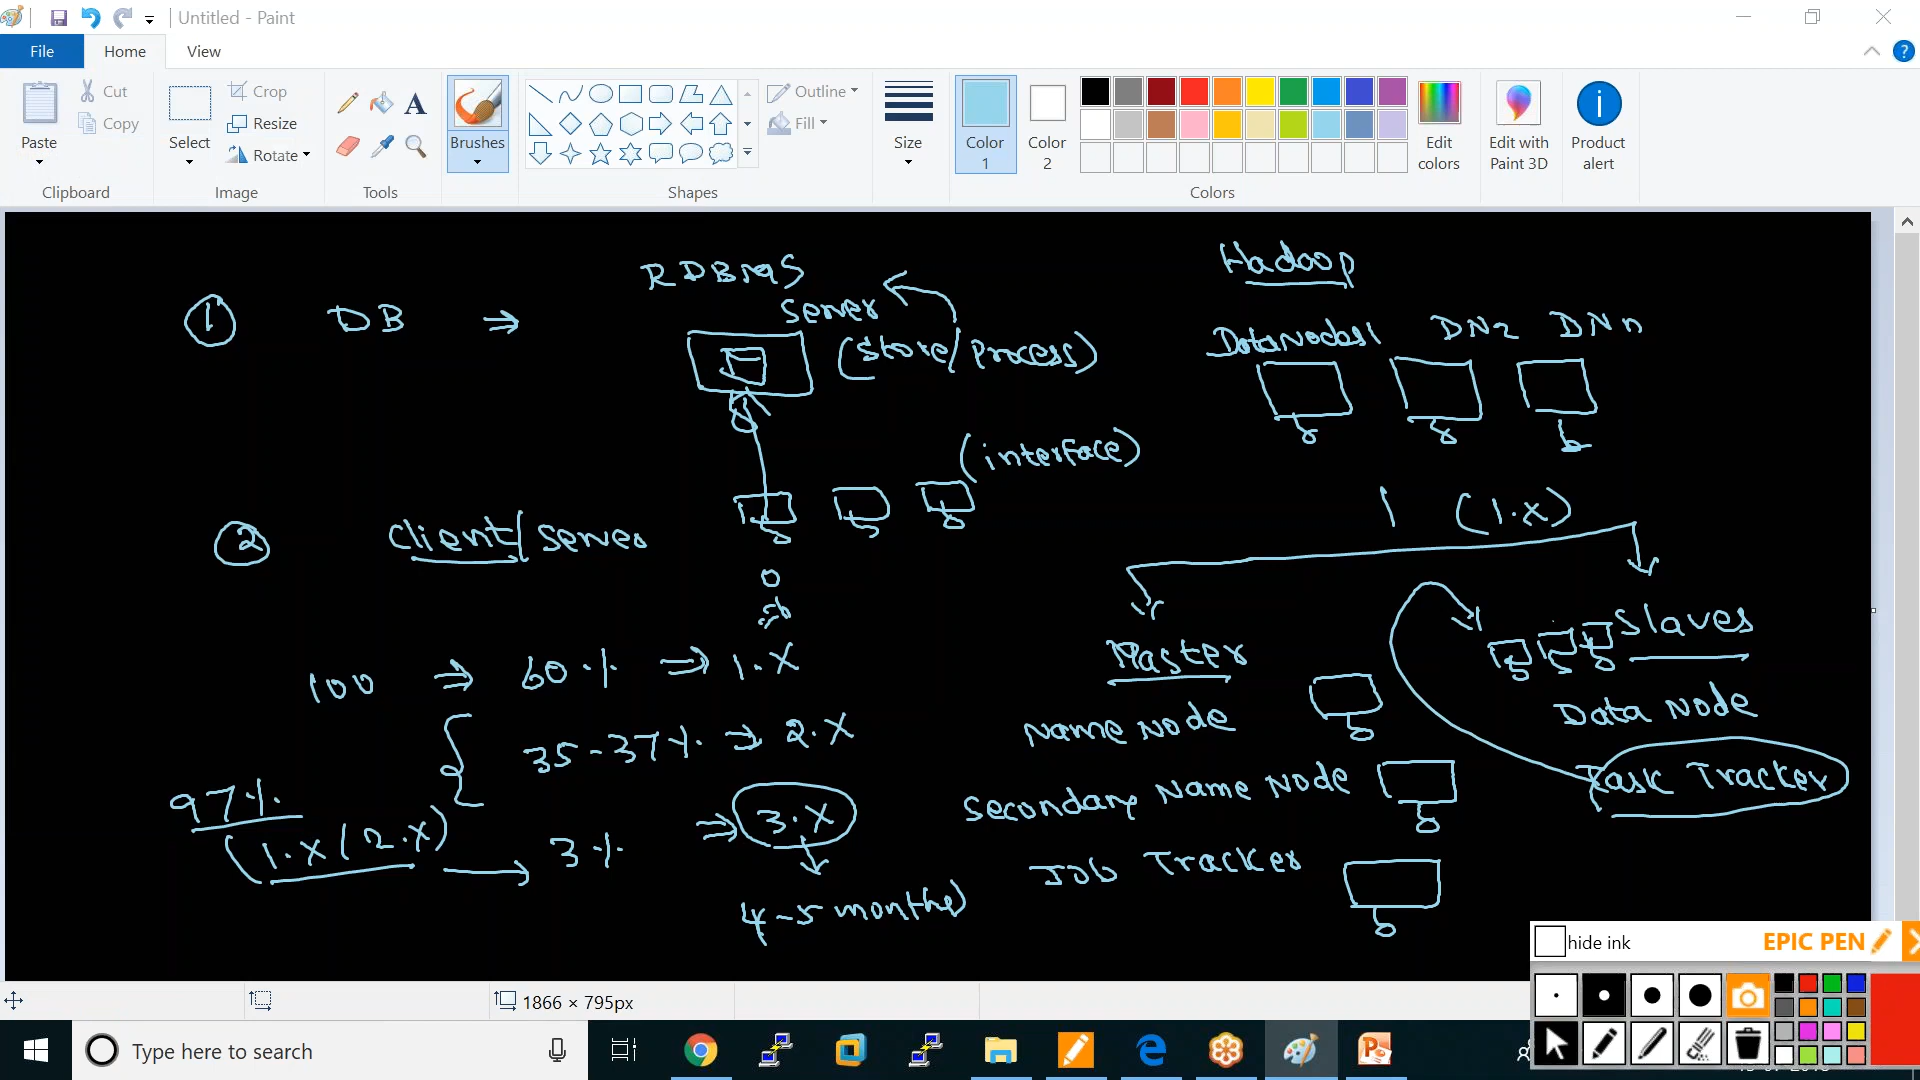 Untitled - Paint
File Home View
Paste
Cut
Copy
Clipboard
Select
Crop
Resize
Rotate
Image
Tools
Brushes
Shapes
Outline
Fill
Size
Color 1
Color 2
Colors
Edit colors
Edit with Paint 3D
Product alert
RDBMS
Hadoop
1 DB ⇒
Server
(store/process)
DataNodes1 DN2 DNn
(interface)
2 Client/Server
1 (1.x)
Master
Slaves
100 ⇒ 60% ⇒ 1.x
35-37% → 2.x
97%
(1.x/2.x) → 3% ⇒ 3.x
4-5 months)
Name Node
Secondary Name Node
Job Tracker
Data Node
Task Tracker
hide ink EPIC PEN
1866 × 795px
Type here to search